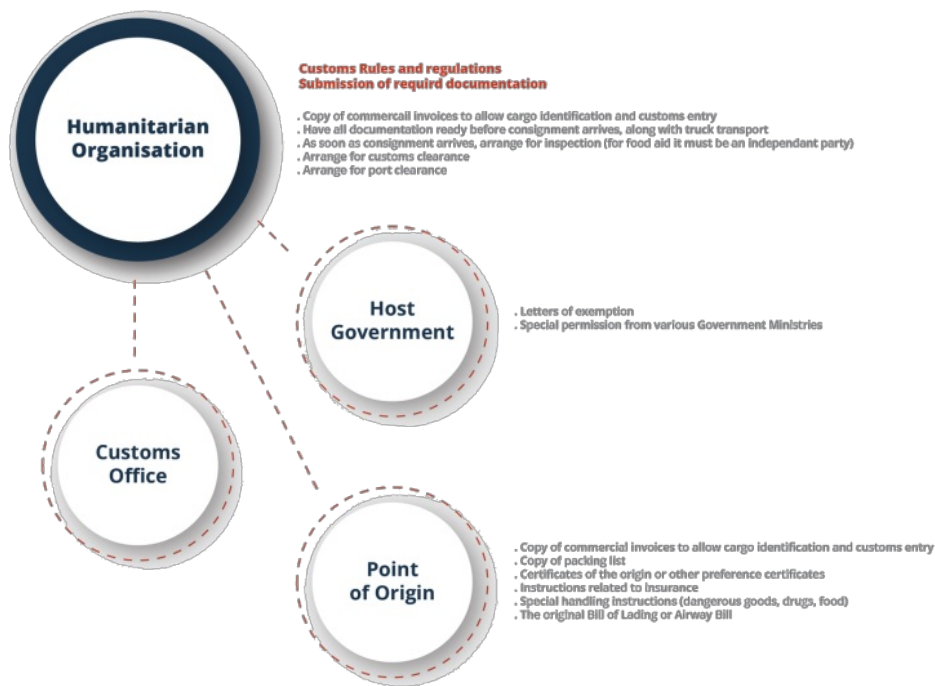 Humanitarian
Organisation
Customs Rules and regulations
Submission of requird documentation
. Copy of commercail invoices to allow cargo identification and customs entry
. Have all documentation ready before consignment arrives, along with truck transport
. As soon as consignment arrives, arrange for inspection (for food aid it must be an independant party)
. Arrange for customs clearance
. Arrange for port clearance
Host
Government
. Letters of exemption
. Special permission from various Government Ministries
Customs
Office
Point
of Origin
. Copy of commercial invoices to allow cargo identification and customs entry
. Copy of packing list
. Certificates of the origin or other preference certificates
. Instructions related to insurance
. Special handling instructions (dangerous goods, drugs, food)
. The original Bill of Lading or Airway Bill